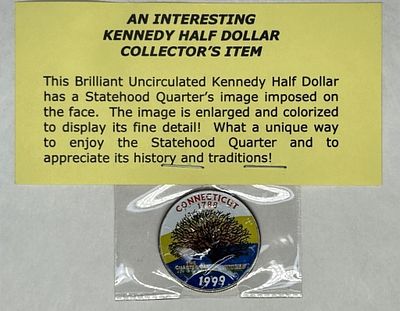 AN INTERESTING
KENNEDY HALF DOLLAR
COLLECTOR'S ITEM
This Brilliant Uncirculated Kennedy Half Dollar
has a Statehood Quarter's image imposed on
the face. The image is enlarged and colorized
to display its fine detail! What a unique way
to enjoy the Statehood Quarter and to
appreciate its history and traditions!
CONNECTICUT
1788
1999